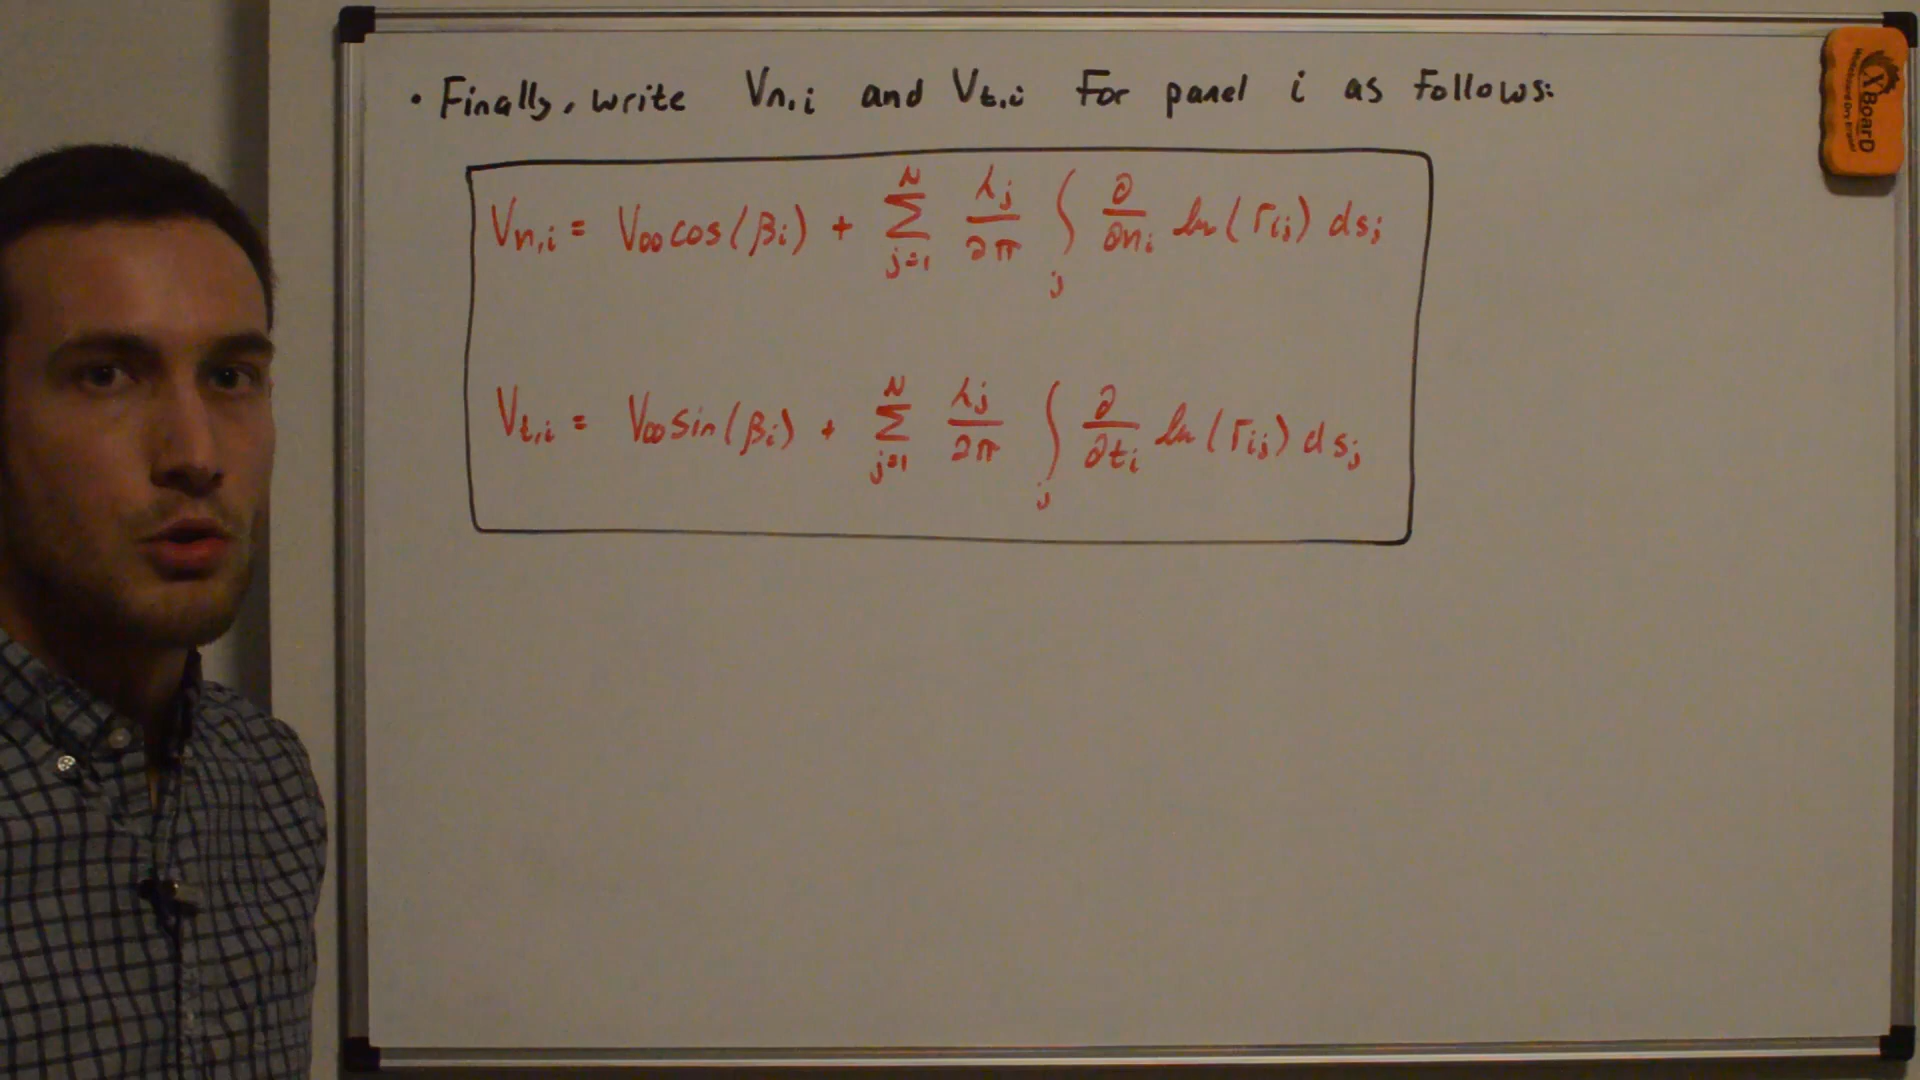 • Finally, write Vn,i and Vt,i For panel i as follows:
Vn,i = V∞cos(βi) + N∑j=1 λj/2π ∫j ∂/∂ni ln(rij) dsj
Vt,i = V∞sin(βi) + N∑j=1 λj/2π ∫j ∂/∂ti ln(rij) dsj
XBoarD